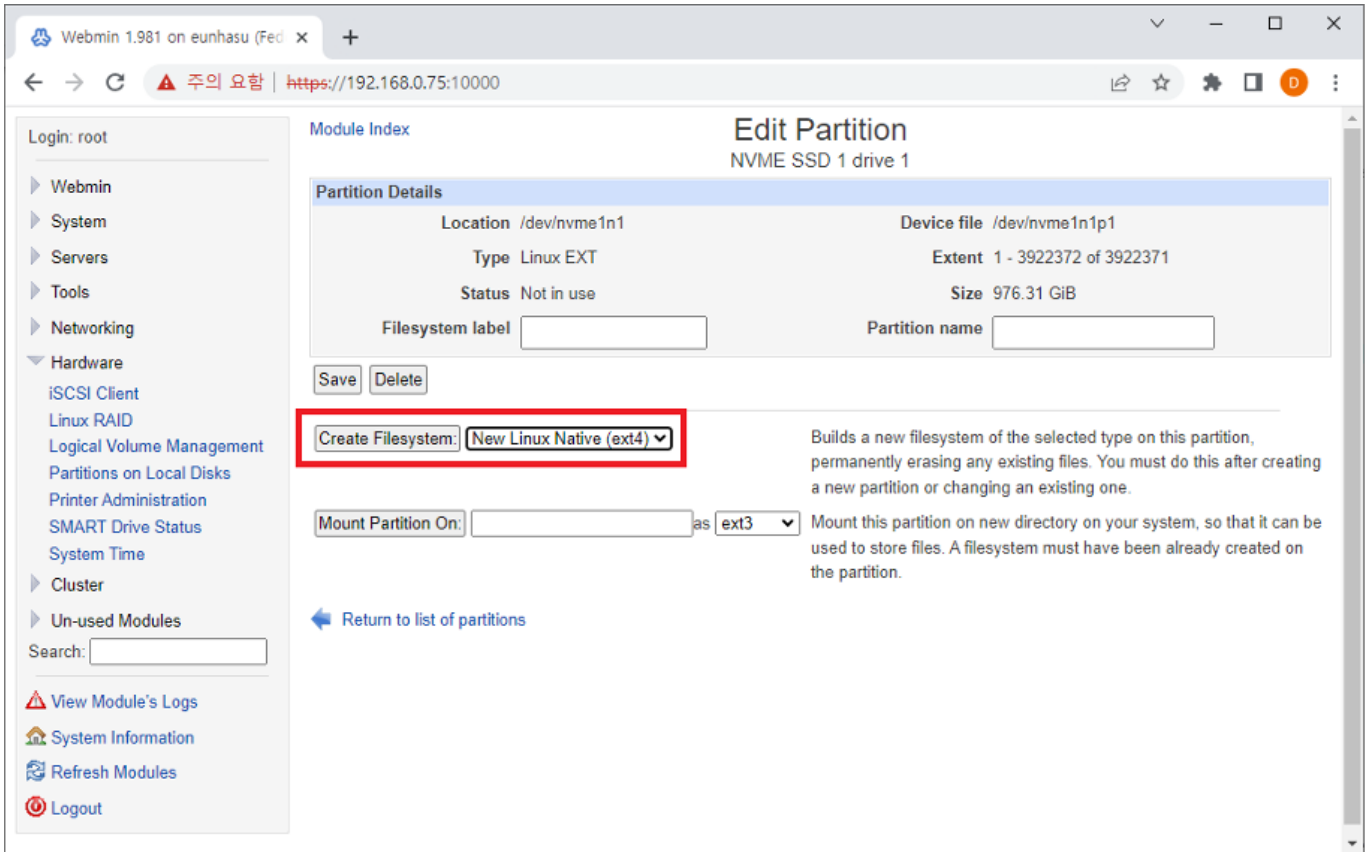 Webmin 1.981 on eunhasu (Fed
주의 요함 https://192.168.0.75:10000
D
Login: root
Webmin
System
Servers
Tools
Networking
Hardware
iSCSI Client
Linux RAID
Logical Volume Management
Partitions on Local Disks
Printer Administration
SMART Drive Status
System Time
Cluster
Un-used Modules
Search:
View Module's Logs
System Information
Refresh Modules
Logout
Module Index
Edit Partition
NVME SSD 1 drive 1
Partition Details
Location /dev/nvme1n1 Device file /dev/nvme1n1p1
Type Linux EXT Extent 1 - 3922372 of 3922371
Status Not in use Size 976.31 GiB
Filesystem label Partition name
Save Delete
Create Filesystem: New Linux Native (ext4)
Builds a new filesystem of the selected type on this partition,
permanently erasing any existing files. You must do this after creating
a new partition or changing an existing one.
Mount Partition On: as ext3
Mount this partition on new directory on your system, so that it can be
used to store files. A filesystem must have been already created on
the partition.
Return to list of partitions